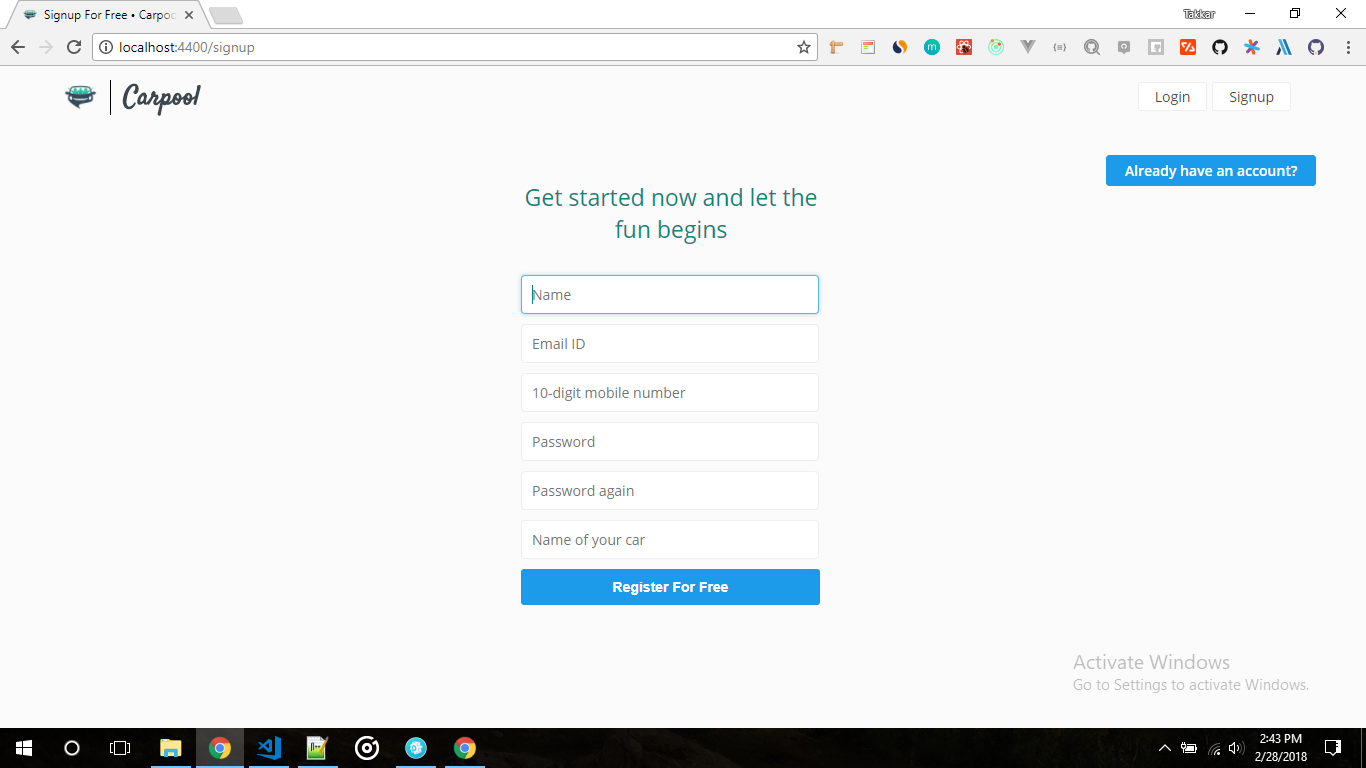 Signup For Free • Carpoc
Takkar
localhost:4400/signup
Carpool
Login
Signup
Already have an account?
Get started now and let the
fun begins
Name
Email ID
10-digit mobile number
Password
Password again
Name of your car
Register For Free
Activate Windows
Go to Settings to activate Windows.
2:43 PM
2/28/2018